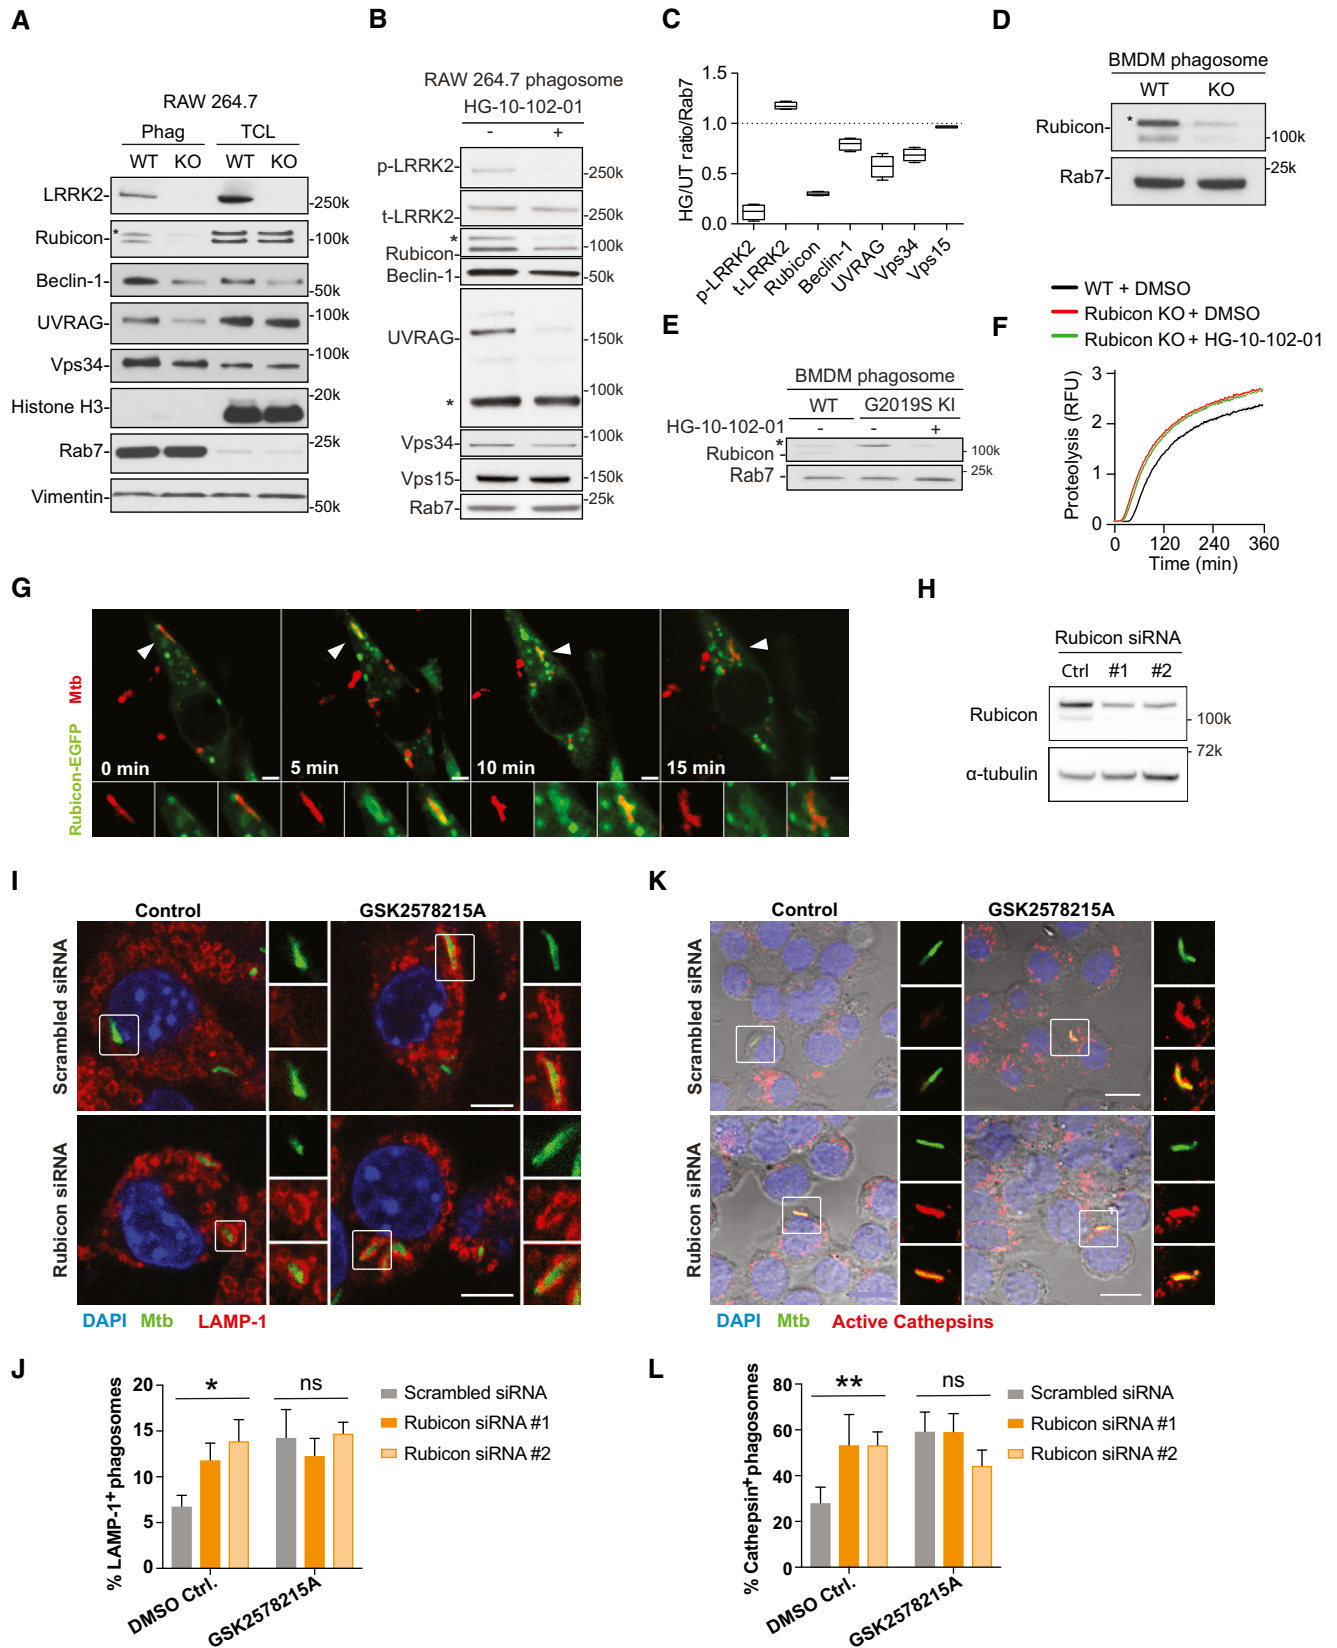 A
RAW 264.7
Phag TCL
WT KO WT KO
LRRK2
250k
*
Rubicon
100k
Beclin-1
50k
UVRAG
100k
Vps34
100k
Histone H3
20k
Rab7
25k
Vimentin
50k
B
RAW 264.7 phagosome
HG-10-102-01
- +
p-LRRK2
250k
t-LRRK2
250k
*
Rubicon
100k
Beclin-1
50k
UVRAG
150k
*
100k
Vps34
100k
Vps15
150k
Rab7
25k
C
HG/UT ratio/Rab7
1.5
1.0
0.5
0.0
p-LRRK2
t-LRRK2
Rubicon
Beclin-1
UVRAG
Vps34
Vps15
D
BMDM phagosome
WT KO
Rubicon
*
100k
25k
Rab7
E
BMDM phagosome
WT G2019S KI
HG-10-102-01 - - +
*
Rubicon
100k
Rab7
25k
F
WT + DMSO
Rubicon KO + DMSO
Rubicon KO + HG-10-102-01
Proteolysis (RFU)
3
2
1
0
0 120 240 360
Time (min)
G
Rubicon-EGFP Mtb
0 min
5 min
10 min
15 min
H
Rubicon siRNA
Ctrl #1 #2
Rubicon
100k
72k
α-tubulin
I
Control GSK2578215A
Scrambled siRNA
Rubicon siRNA
DAPI Mtb LAMP-1
K
Control GSK2578215A
Scrambled siRNA
Rubicon siRNA
DAPI Mtb Active Cathepsins
J
% LAMP-1+ phagosomes
20
15
10
5
0
* ns
DMSO Ctrl.
GSK2578215A
Scrambled siRNA
Rubicon siRNA #1
Rubicon siRNA #2
L
% Cathepsin+ phagosomes
80
60
40
20
0
** ns
DMSO Ctrl.
GSK2578215A
Scrambled siRNA
Rubicon siRNA #1
Rubicon siRNA #2